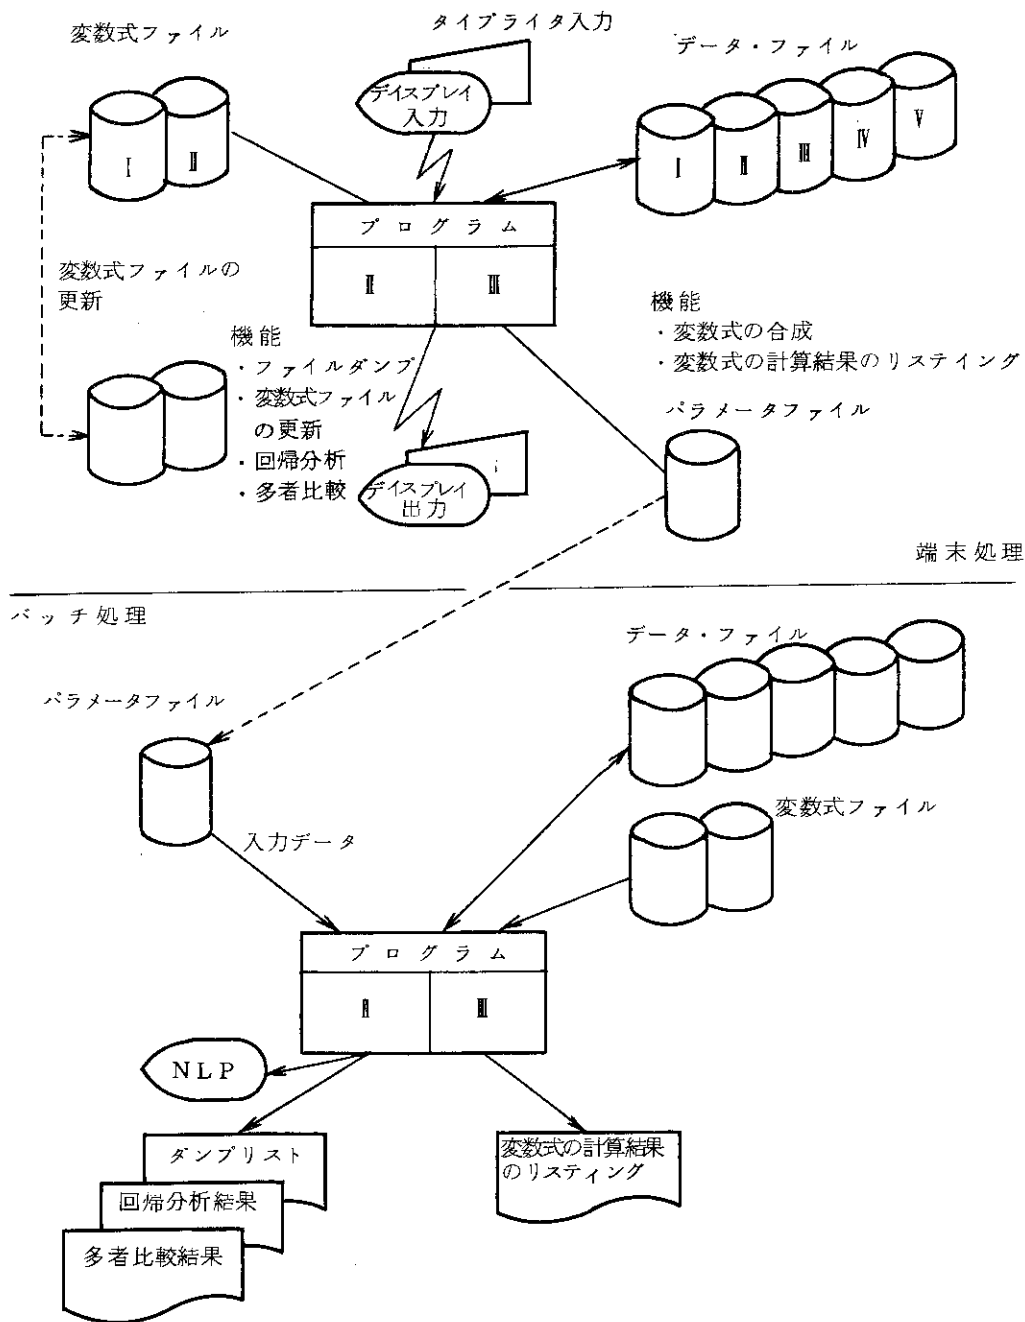 変数式ファイル
タイプライタ入力
データ・ファイル
ディスプレイ
入力
I
II
I
II
III
IV
V
プログラム
II
III
変数式ファイルの
更新
機能
・ファイルダンプ
・変数式ファイル
の更新
・回帰分析
・多者比較
機能
・変数式の合成
・変数式の計算結果のリスティング
パラメータファイル
ディスプレイ
出力
端末処理
バッチ処理
データ・ファイル
パラメータファイル
変数式ファイル
入力データ
プログラム
II
III
NLP
ダンプリスト
回帰分析結果
多者比較結果
変数式の計算結果
のリスティング